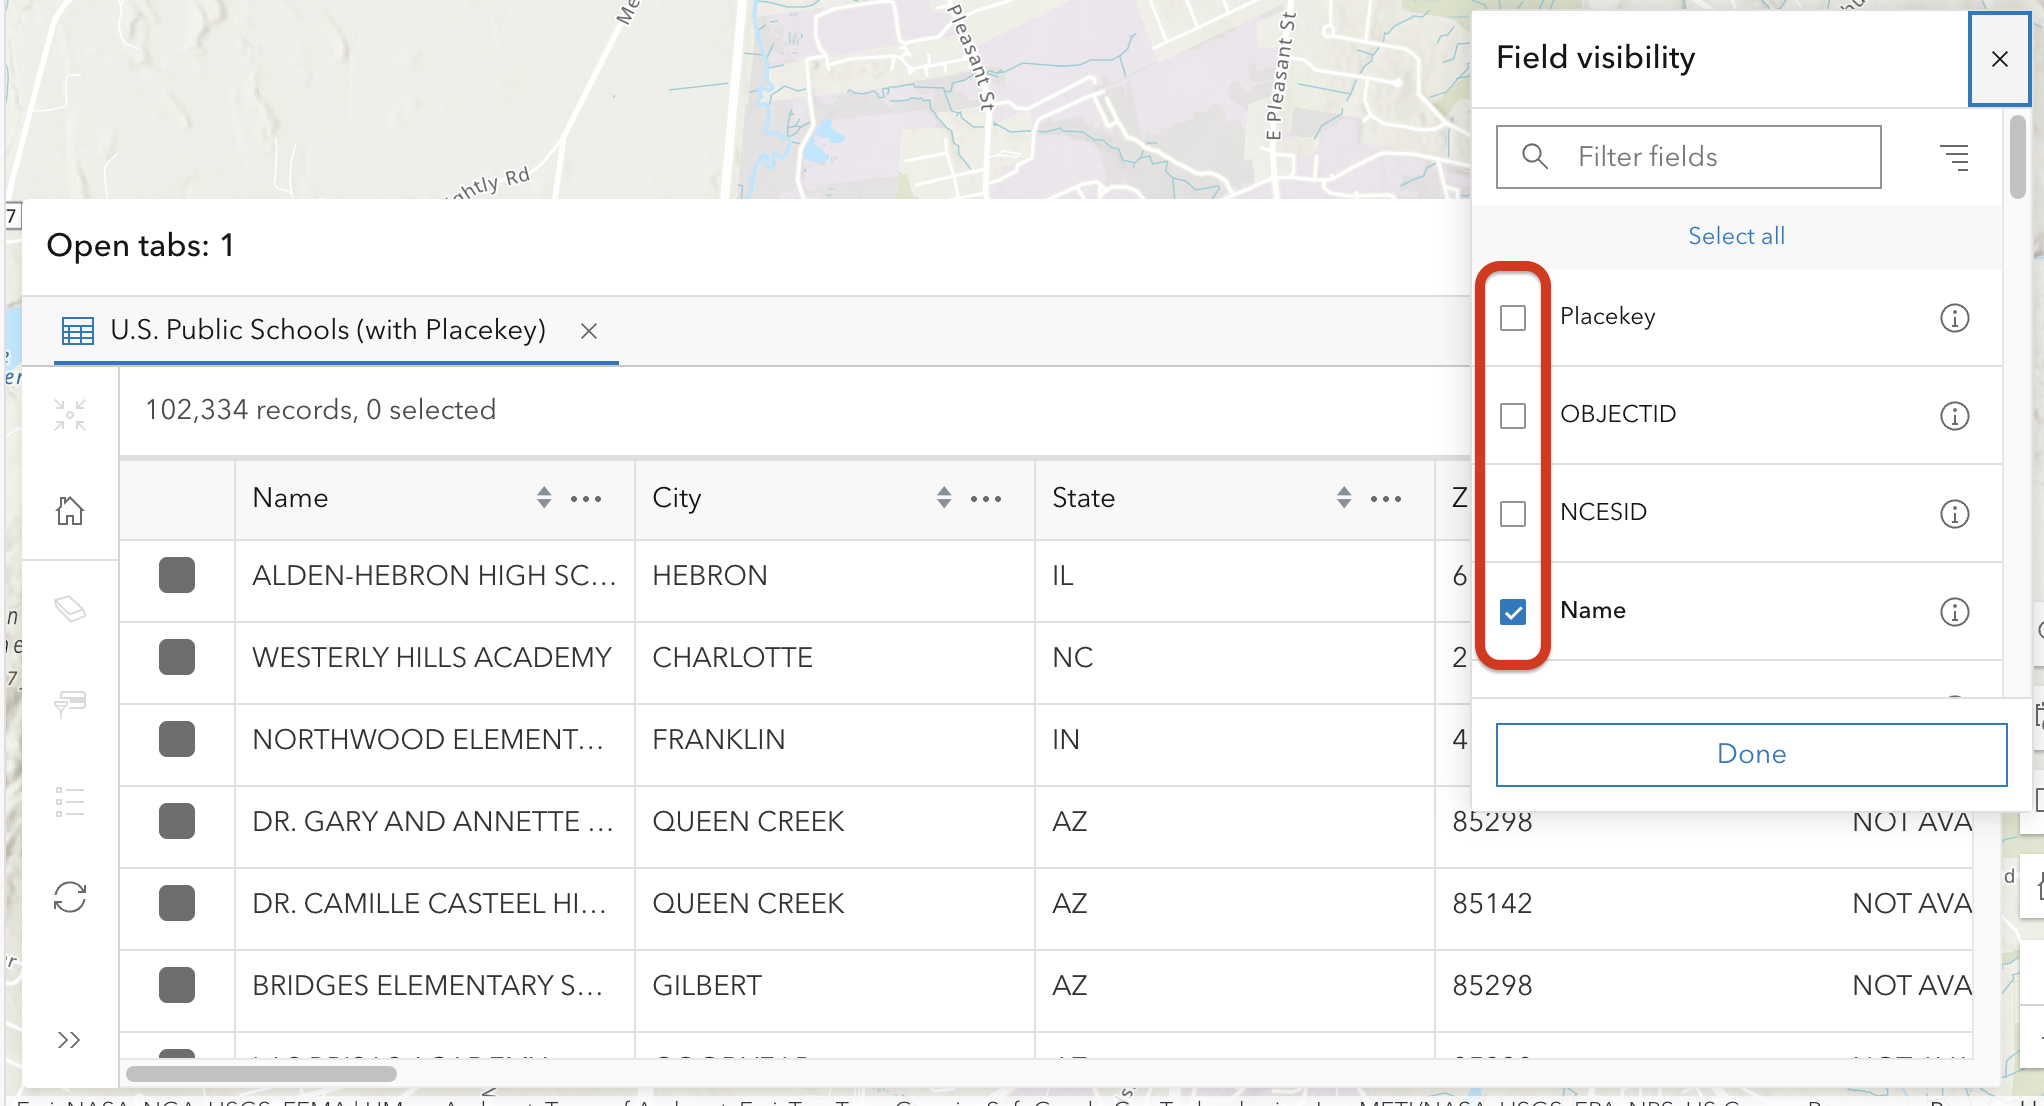 Pleasant St
E Pleasant St
ghtly Rd
7
Field visibility
Filter fields
Select all
Placekey
OBJECTID
NCESID
Name
Done
Open tabs: 1
U.S. Public Schools (with Placekey)
102,334 records, 0 selected
Name City State Z
ALDEN-HEBRON HIGH SC... HEBRON IL 6
WESTERLY HILLS ACADEMY CHARLOTTE NC 2
NORTHWOOD ELEMENT... FRANKLIN IN 4
DR. GARY AND ANNETTE ... QUEEN CREEK AZ 85298 NOT AVA
DR. CAMILLE CASTEEL HI... QUEEN CREEK AZ 85142 NOT AVA
BRIDGES ELEMENTARY S... GILBERT AZ 85298 NOT AVA